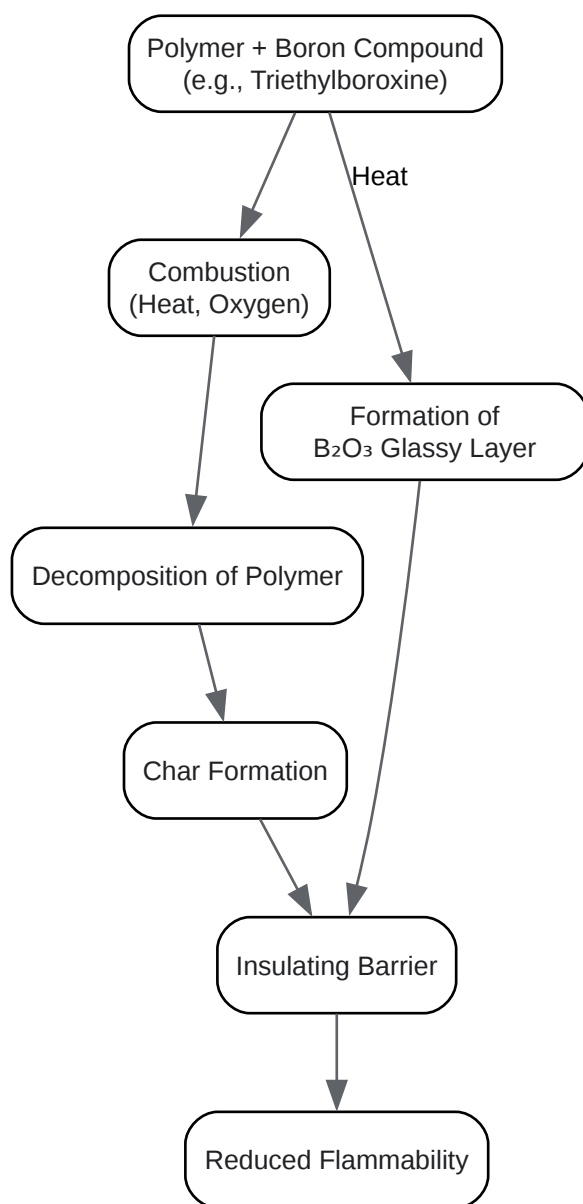 Polymer + Boron Compound
(e.g., Triethylboroxine)
Heat
Combustion
(Heat, Oxygen)
Formation of
B₂O₃ Glassy Layer
Decomposition of Polymer
Char Formation
Insulating Barrier
Reduced Flammability